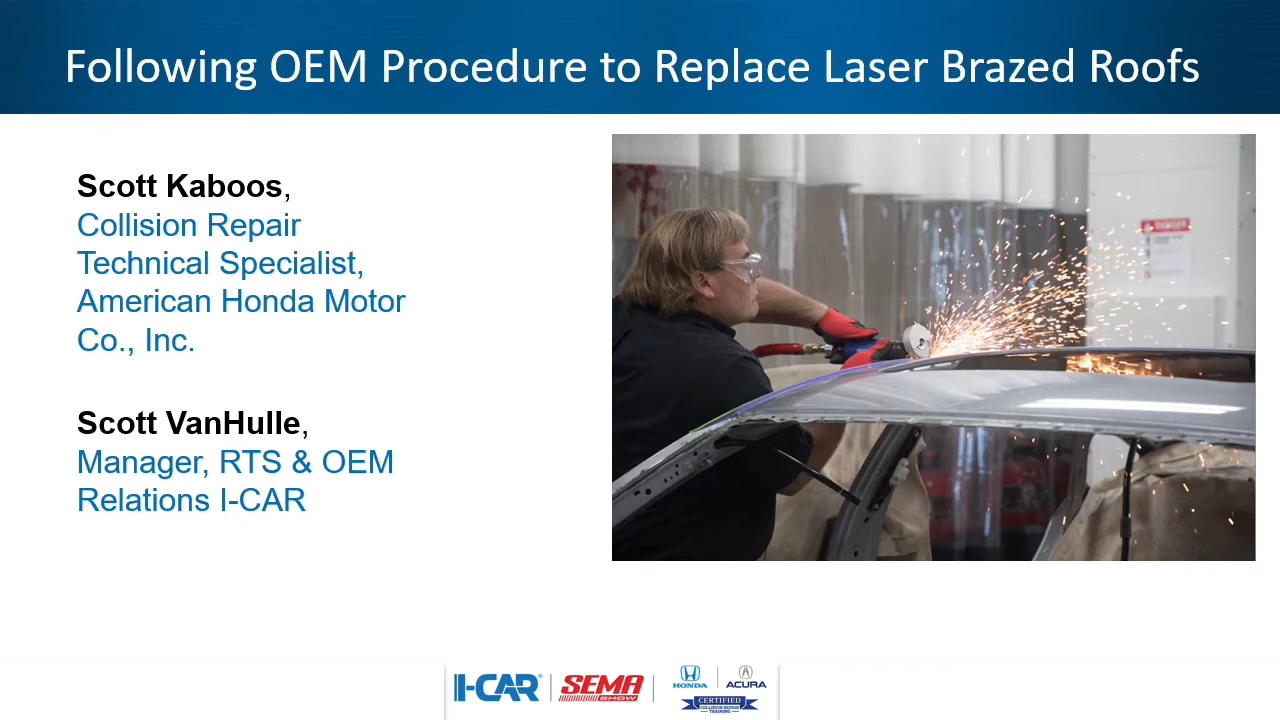 Following OEM Procedure to Replace Laser Brazed Roofs
Scott Kaboos,
Collision Repair
Technical Specialist,
American Honda Motor
Co., Inc.
Scott VanHulle,
Manager, RTS & OEM
Relations I-CAR
DANGER
I-CAR
SEMA
SHOW
HONDA
ACURA
CERTIFIED
COLLISION REPAIR
TRAINING